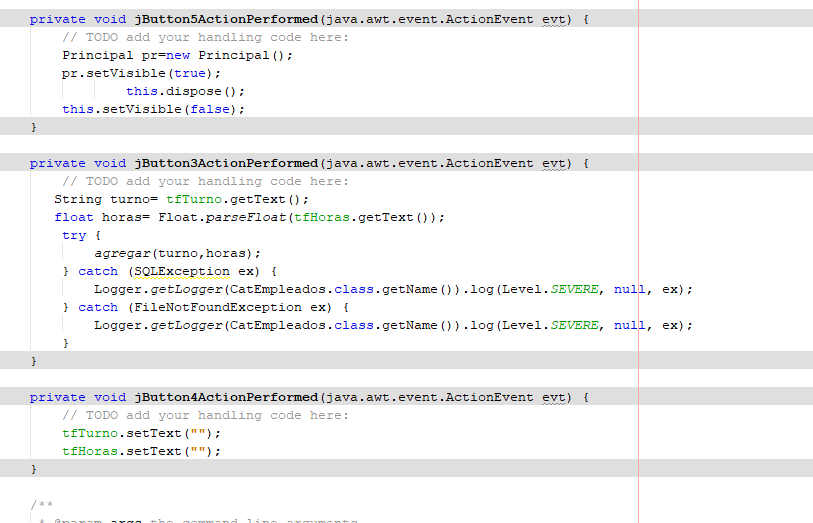 private void jButton5ActionPerformed(java.awt.event.ActionEvent evt) {
// TODO add your handling code here:
Principal pr=new Principal();
pr.setVisible(true);
this.dispose();
this.setVisible(false);
}
private void jButton3ActionPerformed(java.awt.event.ActionEvent evt) {
// TODO add your handling code here:
String turno= tfTurno.getText();
float horas= Float.parseFloat(tfHoras.getText());
try {
agregar(turno,horas);
} catch (SQLException ex) {
Logger.getLogger(CatEmpleados.class.getName()).log(Level.SEVERE, null, ex);
} catch (FileNotFoundException ex) {
Logger.getLogger(CatEmpleados.class.getName()).log(Level.SEVERE, null, ex);
}
}
private void jButton4ActionPerformed(java.awt.event.ActionEvent evt) {
// TODO add your handling code here:
tfTurno.setText("");
tfHoras.setText("");
}
/**
* @param args the command line arguments